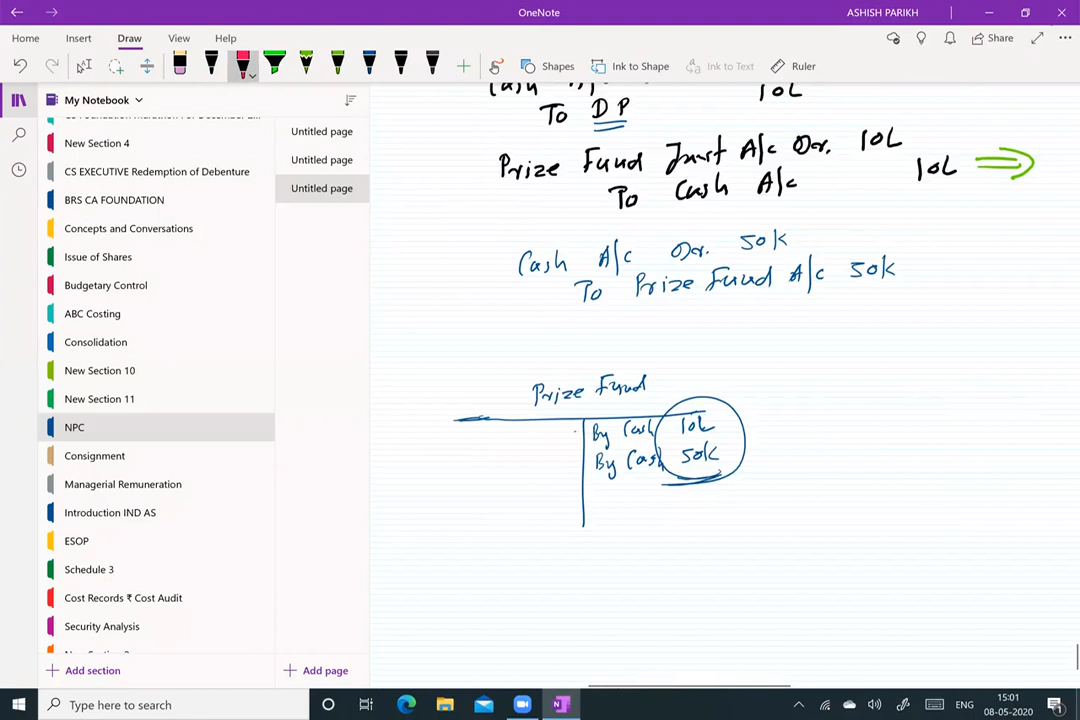 OneNote
ASHISH PARIKH
Home Insert Draw View Help
Share
Shapes
Ink to Shape
Ink to Text
Ruler
My Notebook
New Section 4
CS EXECUTIVE Redemption of Debenture
BRS CA FOUNDATION
Concepts and Conversations
Issue of Shares
Budgetary Control
ABC Costing
Consolidation
New Section 10
New Section 11
NPC
Consignment
Managerial Remuneration
Introduction IND AS
ESOP
Schedule 3
Cost Records ₹ Cost Audit
Security Analysis
Add section
Untitled page
Untitled page
Untitled page
Add page
Cash 10L
To DP
Prize Fund Invt A/c Dr. 10L
To Cash A/c 10L
Cash A/c Dr. 50k
To Prize Fund A/c 50k
Prize Fund
By Cash 10L
By Cash 50k
Type here to search
ENG
15:01
08-05-2020
1